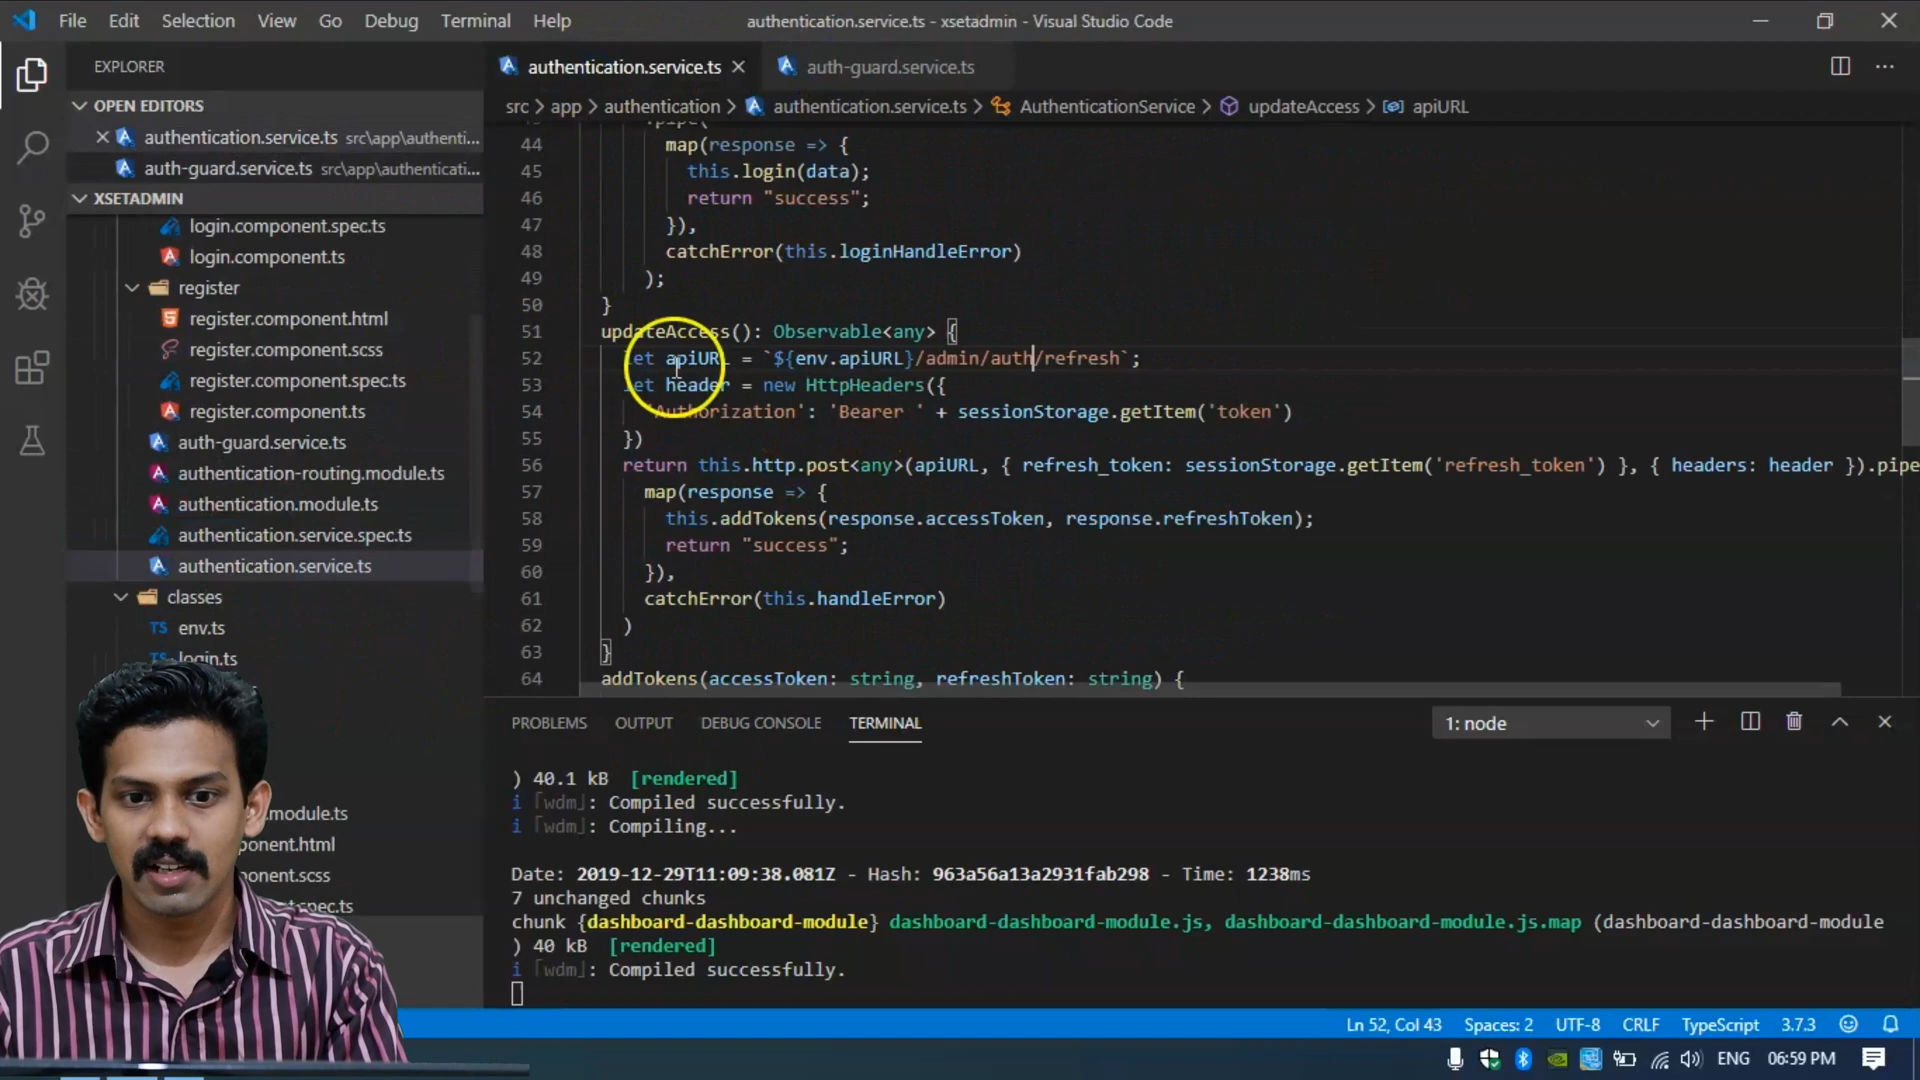 File Edit Selection View Go Debug Terminal Help
authentication.service.ts - xsetadmin - Visual Studio Code
EXPLORER
OPEN EDITORS
authentication.service.ts src\app\authenti...
auth-guard.service.ts src\app\authenticati...
XSETADMIN
login.component.spec.ts
login.component.ts
register
register.component.html
register.component.scss
register.component.spec.ts
register.component.ts
auth-guard.service.ts
authentication-routing.module.ts
authentication.module.ts
authentication.service.spec.ts
authentication.service.ts
classes
TS env.ts
TS login.ts
.module.ts
ponent.html
ponent.scss
authentication.service.ts
auth-guard.service.ts
src > app > authentication > authentication.service.ts > AuthenticationService > updateAccess > apiURL
.pipe(
44 map(response => {
45 this.login(data);
46 return "success";
47 }),
48 catchError(this.loginHandleError)
49 );
50 }
51 updateAccess(): Observable<any> {
52 let apiURL = `${env.apiURL}/admin/auth/refresh`;
53 let header = new HttpHeaders({
54 'Authorization': 'Bearer ' + sessionStorage.getItem('token')
55 })
56 return this.http.post<any>(apiURL, { refresh_token: sessionStorage.getItem('refresh_token') }, { headers: header }).pipe
57 map(response => {
58 this.addTokens(response.accessToken, response.refreshToken);
59 return "success";
60 }),
61 catchError(this.handleError)
62 )
63 }
64 addTokens(accessToken: string, refreshToken: string) {
PROBLEMS OUTPUT DEBUG CONSOLE TERMINAL
1: node
) 40.1 kB [rendered]
i ｢wdm｣: Compiled successfully.
i ｢wdm｣: Compiling...
Date: 2019-12-29T11:09:38.081Z - Hash: 963a56a13a2931fab298 - Time: 1238ms
7 unchanged chunks
chunk {dashboard-dashboard-module} dashboard-dashboard-module.js, dashboard-dashboard-module.js.map (dashboard-dashboard-module
) 40 kB [rendered]
i ｢wdm｣: Compiled successfully.
Ln 52, Col 43 Spaces: 2 UTF-8 CRLF TypeScript 3.7.3
ENG 06:59 PM